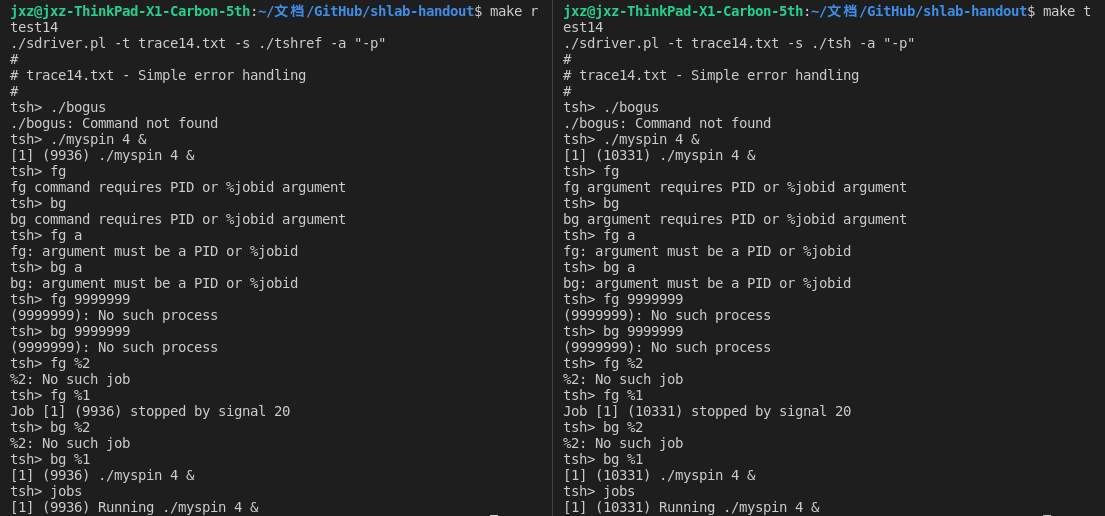 jxz@jxz-ThinkPad-X1-Carbon-5th:~/文档/GitHub/shlab-handout$ make r
test14
./sdriver.pl -t trace14.txt -s ./tshref -a "-p"
#
# trace14.txt - Simple error handling
#
tsh> ./bogus
./bogus: Command not found
tsh> ./myspin 4 &
[1] (9936) ./myspin 4 &
tsh> fg
fg command requires PID or %jobid argument
tsh> bg
bg command requires PID or %jobid argument
tsh> fg a
fg: argument must be a PID or %jobid
tsh> bg a
bg: argument must be a PID or %jobid
tsh> fg 9999999
(9999999): No such process
tsh> bg 9999999
(9999999): No such process
tsh> fg %2
%2: No such job
tsh> fg %1
Job [1] (9936) stopped by signal 20
tsh> bg %2
%2: No such job
tsh> bg %1
[1] (9936) ./myspin 4 &
tsh> jobs
[1] (9936) Running ./myspin 4 &
jxz@jxz-ThinkPad-X1-Carbon-5th:~/文档/GitHub/shlab-handout$ make t
est14
./sdriver.pl -t trace14.txt -s ./tsh -a "-p"
#
# trace14.txt - Simple error handling
#
tsh> ./bogus
./bogus: Command not found
tsh> ./myspin 4 &
[1] (10331) ./myspin 4 &
tsh> fg
fg argument requires PID or %jobid argument
tsh> bg
bg argument requires PID or %jobid argument
tsh> fg a
fg: argument must be a PID or %jobid
tsh> bg a
bg: argument must be a PID or %jobid
tsh> fg 9999999
(9999999): No such process
tsh> bg 9999999
(9999999): No such process
tsh> fg %2
%2: No such job
tsh> fg %1
Job [1] (10331) stopped by signal 20
tsh> bg %2
%2: No such job
tsh> bg %1
[1] (10331) ./myspin 4 &
tsh> jobs
[1] (10331) Running ./myspin 4 &